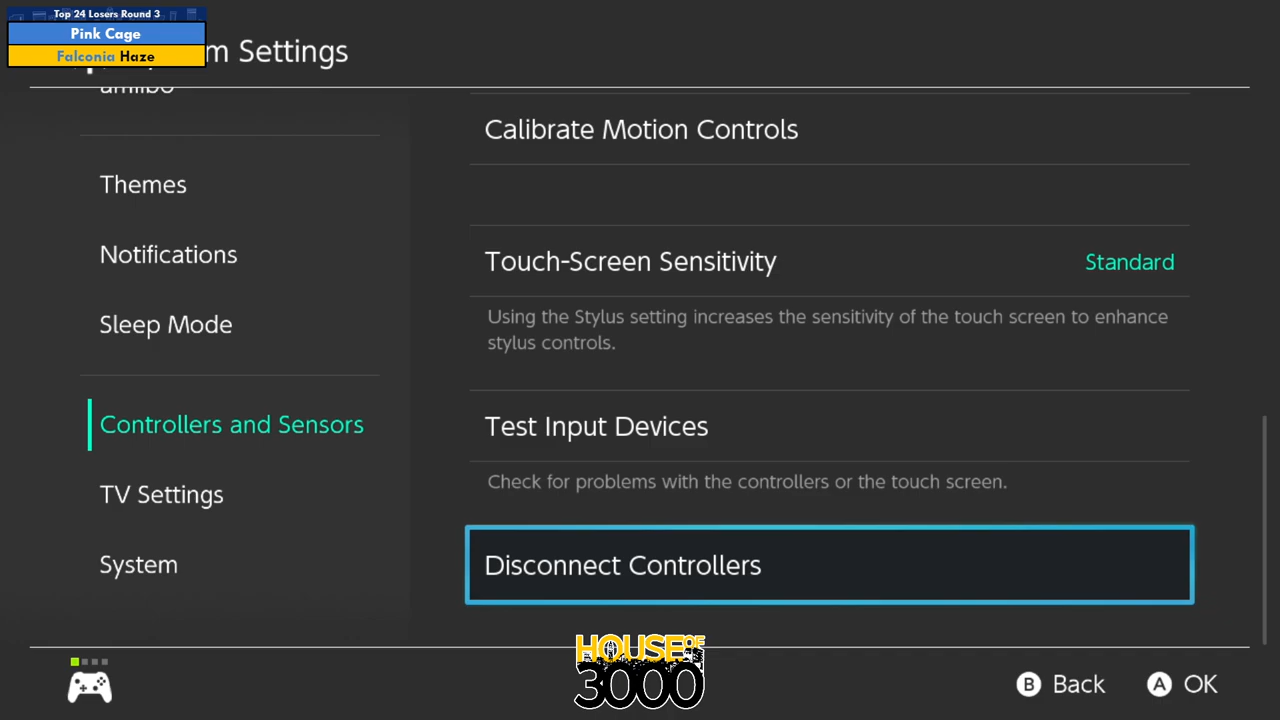 Top 24 Losers Round 3
Pink Cage
Falconia Haze
m Settings
amiibo
Themes
Notifications
Sleep Mode
Controllers and Sensors
TV Settings
System
Calibrate Motion Controls
Touch-Screen Sensitivity Standard
Using the Stylus setting increases the sensitivity of the touch screen to enhance
stylus controls.
Test Input Devices
Check for problems with the controllers or the touch screen.
Disconnect Controllers
HOUSE OF
3000
B Back A OK